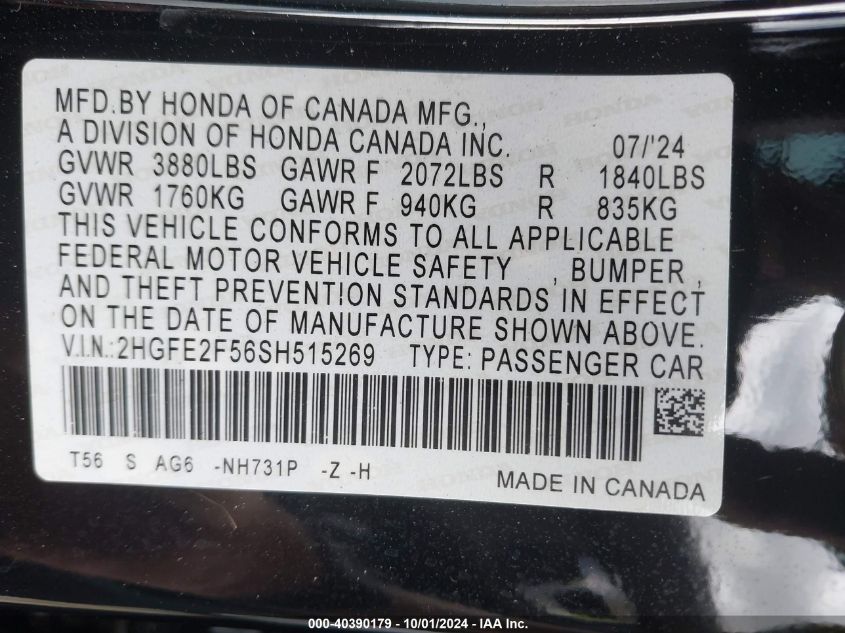 MFD.BY HONDA OF CANADA MFG.,
A DIVISION OF HONDA CANADA INC. 07/'24
GVWR 3880LBS GAWR F 2072LBS R 1840LBS
GVWR 1760KG GAWR F 940KG R 835KG
THIS VEHICLE CONFORMS TO ALL APPLICABLE
FEDERAL MOTOR VEHICLE SAFETY , BUMPER ,
AND THEFT PREVENTION STANDARDS IN EFFECT
ON THE DATE OF MANUFACTURE SHOWN ABOVE.
V.I.N.:2HGFE2F56SH515269 TYPE: PASSENGER CAR
T56 S AG6 -NH731P -Z -H
MADE IN CANADA
000-40390179 - 10/01/2024 - IAAI Inc.